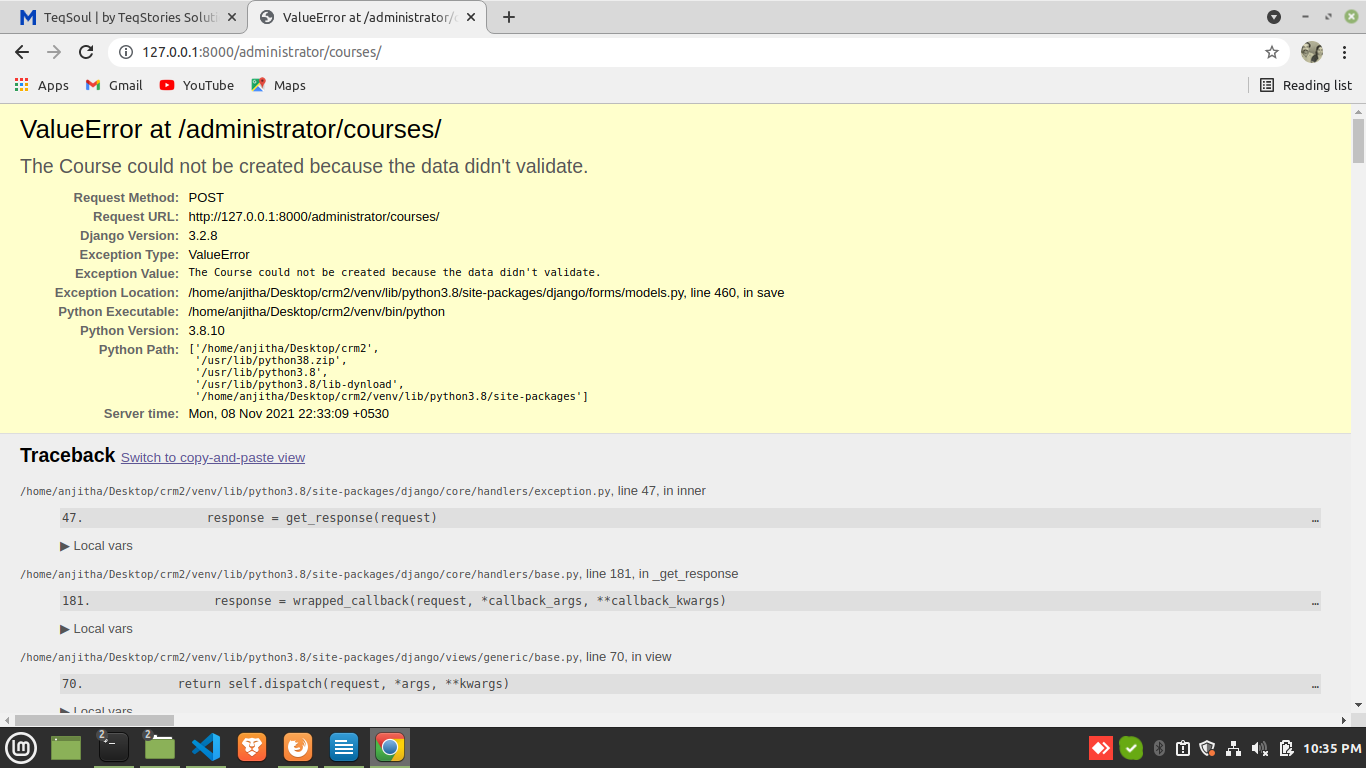 TeqSoul | by TeqStories Soluti
ValueError at /administrator/c
127.0.0.1:8000/administrator/courses/
Apps
Gmail
YouTube
Maps
Reading list
ValueError at /administrator/courses/
The Course could not be created because the data didn't validate.
Request Method: POST
Request URL: http://127.0.0.1:8000/administrator/courses/
Django Version: 3.2.8
Exception Type: ValueError
Exception Value: The Course could not be created because the data didn't validate.
Exception Location: /home/anjitha/Desktop/crm2/venv/lib/python3.8/site-packages/django/forms/models.py, line 460, in save
Python Executable: /home/anjitha/Desktop/crm2/venv/bin/python
Python Version: 3.8.10
Python Path: ['/home/anjitha/Desktop/crm2',
'/usr/lib/python38.zip',
'/usr/lib/python3.8',
'/usr/lib/python3.8/lib-dynload',
'/home/anjitha/Desktop/crm2/venv/lib/python3.8/site-packages']
Server time: Mon, 08 Nov 2021 22:33:09 +0530
Traceback Switch to copy-and-paste view
/home/anjitha/Desktop/crm2/venv/lib/python3.8/site-packages/django/core/handlers/exception.py, line 47, in inner
47. response = get_response(request) …
▶ Local vars
/home/anjitha/Desktop/crm2/venv/lib/python3.8/site-packages/django/core/handlers/base.py, line 181, in _get_response
181. response = wrapped_callback(request, *callback_args, **callback_kwargs) …
▶ Local vars
/home/anjitha/Desktop/crm2/venv/lib/python3.8/site-packages/django/views/generic/base.py, line 70, in view
70. return self.dispatch(request, *args, **kwargs) …
▶ Local vars
2
2
10:35 PM